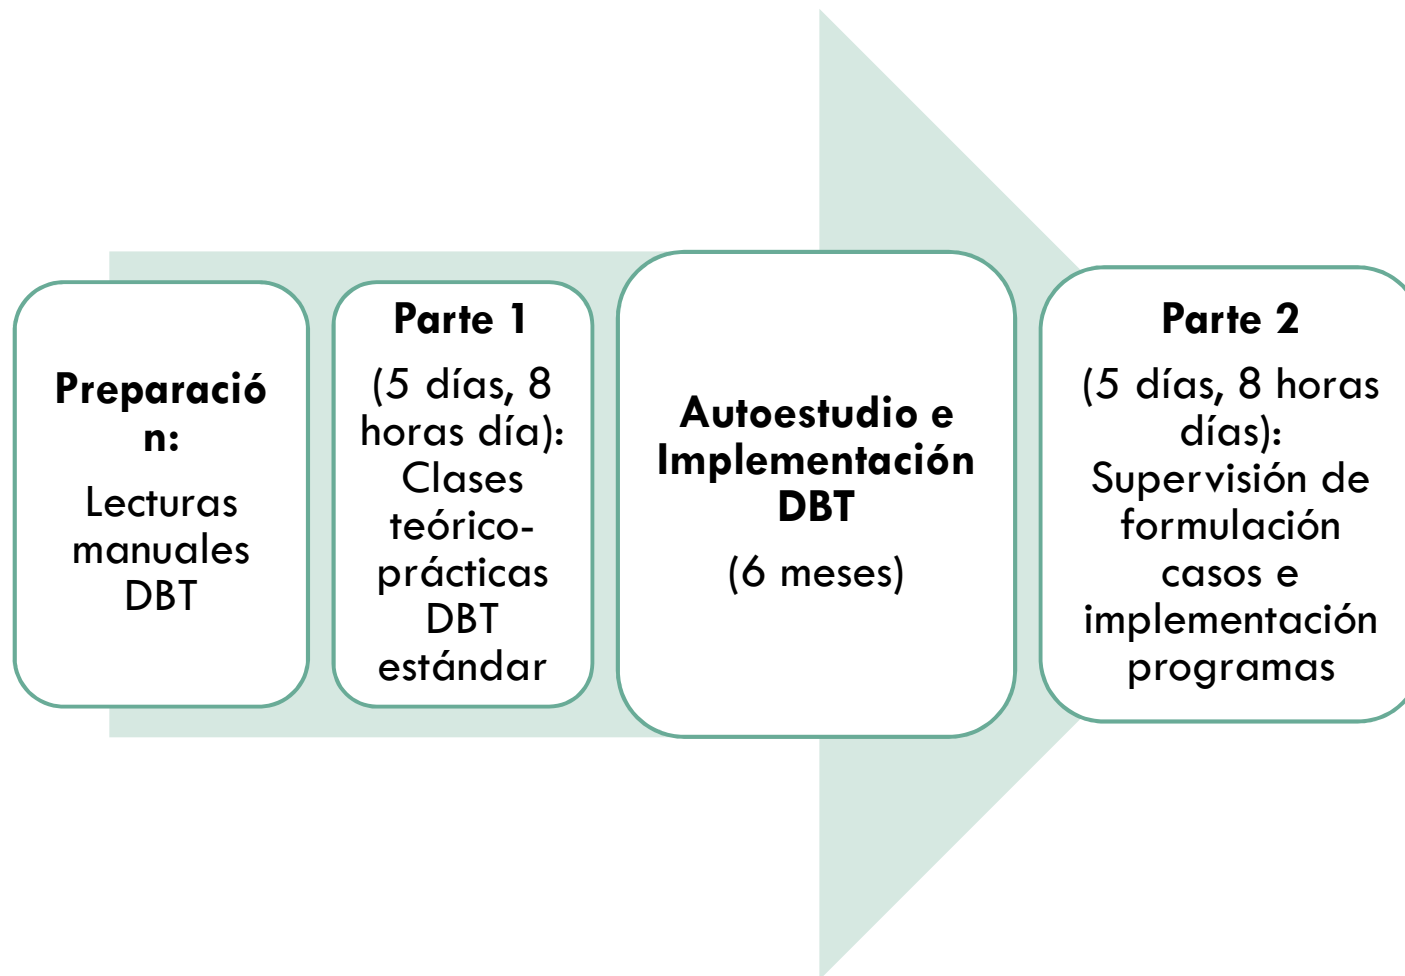 Preparació
n:
Lecturas
manuales
DBT
Parte 1
(5 días, 8
horas día):
Clases
teórico-
prácticas
DBT
estándar
Autoestudio e
Implementación
DBT
(6 meses)
Parte 2
(5 días, 8 horas
días):
Supervisión de
formulación
casos e
implementación
programas